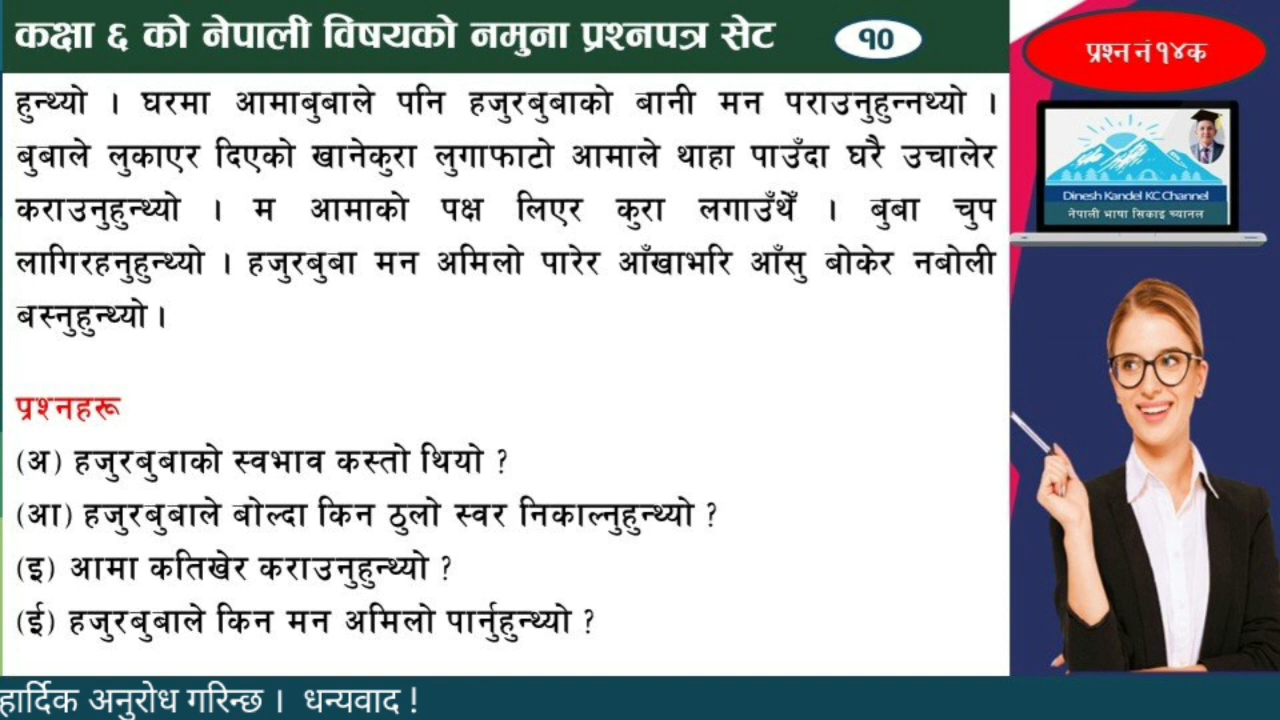 कक्षा ६ को नेपाली विषयको नमुना प्रश्नपत्र सेट १०
प्रश्न नं १४क
हुन्थ्यो । घरमा आमाबुबाले पनि हजुरबुबाको बानी मन पराउनुहुन्नथ्यो ।
बुबाले लुकाएर दिएको खानेकुरा लुगाफाटो आमाले थाहा पाउँदा घरै उचालेर
कराउनुहुन्थ्यो । म आमाको पक्ष लिएर कुरा लगाउँथेँ । बुबा चुप
लागिरहनुहुन्थ्यो । हजुरबुबा मन अमिलो पारेर आँखाभरि आँसु बोकेर नबोली
बस्नुहुन्थ्यो ।
प्रश्नहरू
(अ) हजुरबुबाको स्वभाव कस्तो थियो ?
(आ) हजुरबुबाले बोल्दा किन ठुलो स्वर निकाल्नुहुन्थ्यो ?
(इ) आमा कतिखेर कराउनुहुन्थ्यो ?
(ई) हजुरबुबाले किन मन अमिलो पार्नुहुन्थ्यो ?
Dinesh Kandel KC Channel
नेपाली भाषा सिकाइ च्यानल
हार्दिक अनुरोध गरिन्छ । धन्यवाद !